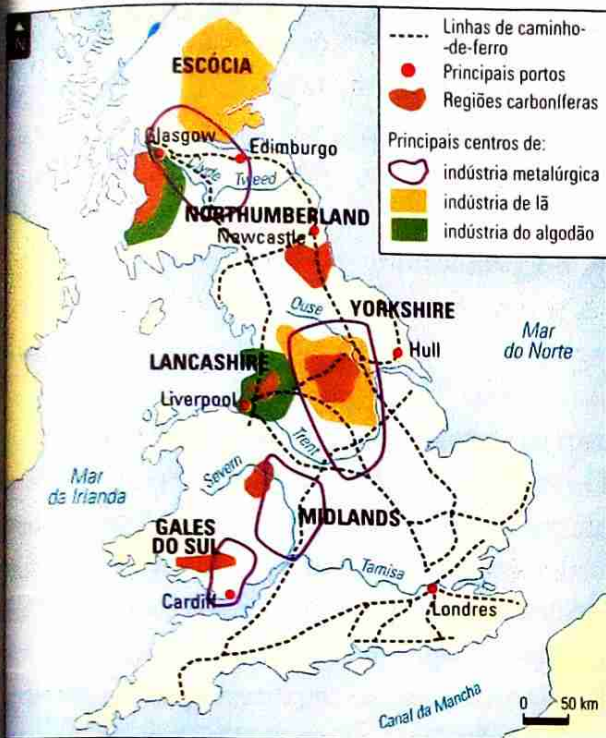 N
Linhas de caminho-
-de-ferro
Principais portos
Regiões carboníferas
Principais centros de:
indústria metalúrgica
indústria de lã
indústria do algodão
ESCÓCIA
Glasgow
Edimburgo
Clyde
Tweed
NORTHUMBERLAND
Newcastle
Ouse
YORKSHIRE
Hull
Mar
do Norte
LANCASHIRE
Liverpool
Trent
Mar
da Irlanda
Severn
MIDLANDS
GALES
DO SUL
Cardiff
Tamisa
Londres
Canal da Mancha
0 50 km